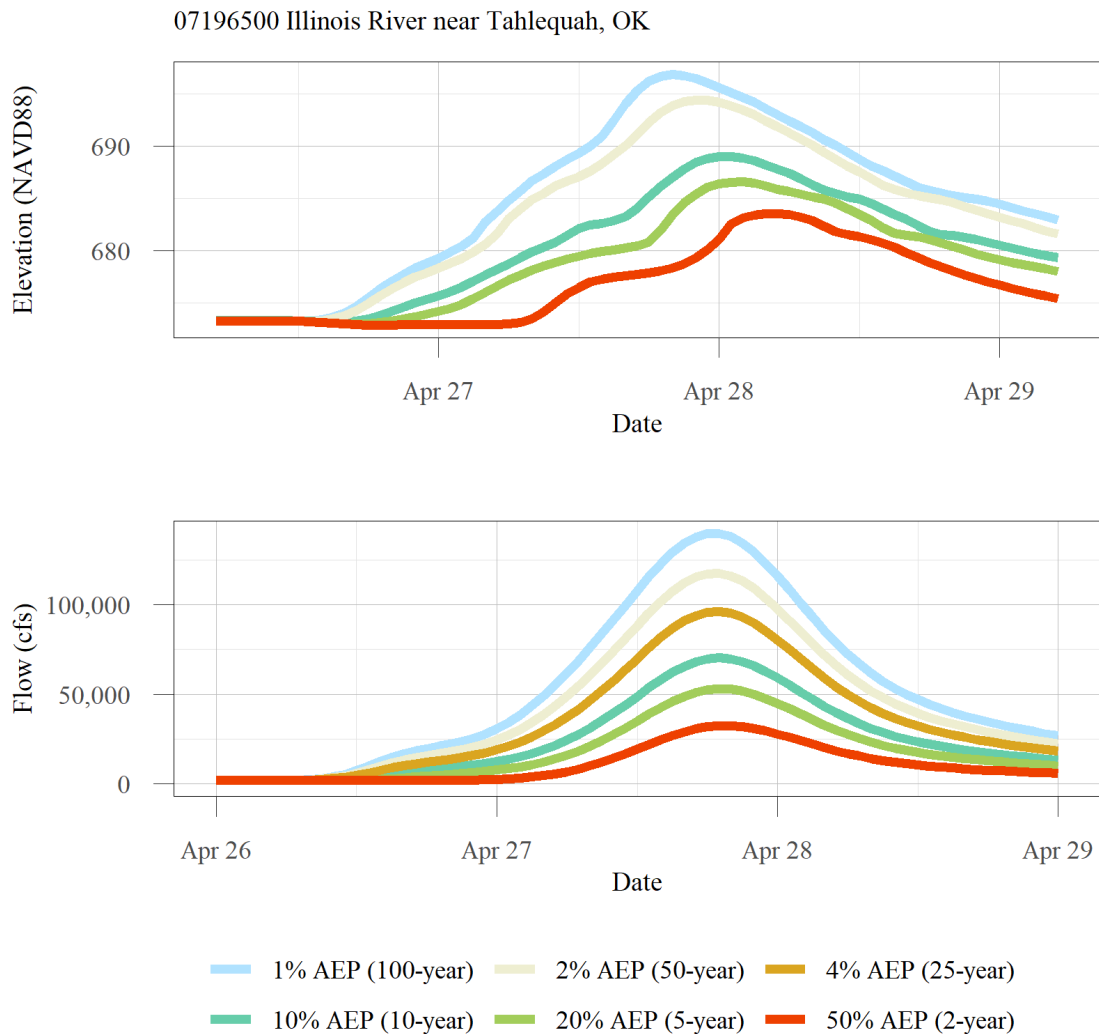 07196500 Illinois River near Tahlequah, OK
Elevation (NAVD88)
690
680
Apr 27 Apr 28 Apr 29
Date
Flow (cfs)
100,000
50,000
0
Apr 26 Apr 27 Apr 28 Apr 29
Date
1% AEP (100-year) 2% AEP (50-year) 4% AEP (25-year)
10% AEP (10-year) 20% AEP (5-year) 50% AEP (2-year)